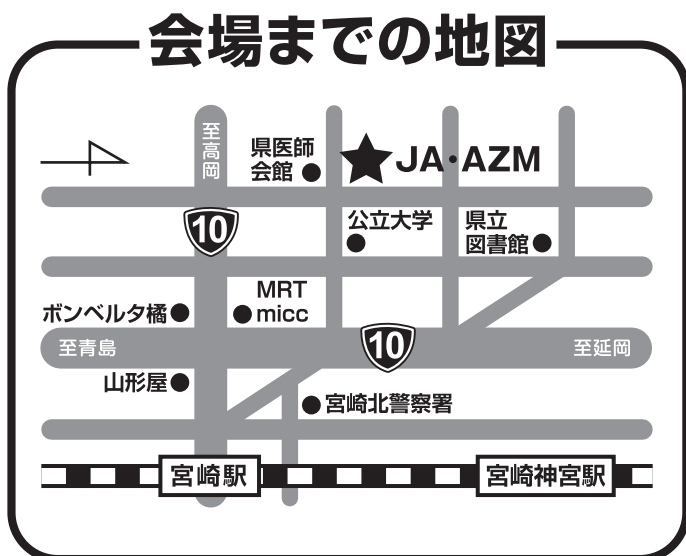 会場までの地図
至高岡
県医師
会館
JA・AZM
10
公立大学
県立
図書館
MRT
micc
ボンベルタ橘
至青島
10
至延岡
山形屋
宮崎北警察署
宮崎駅
宮崎神宮駅